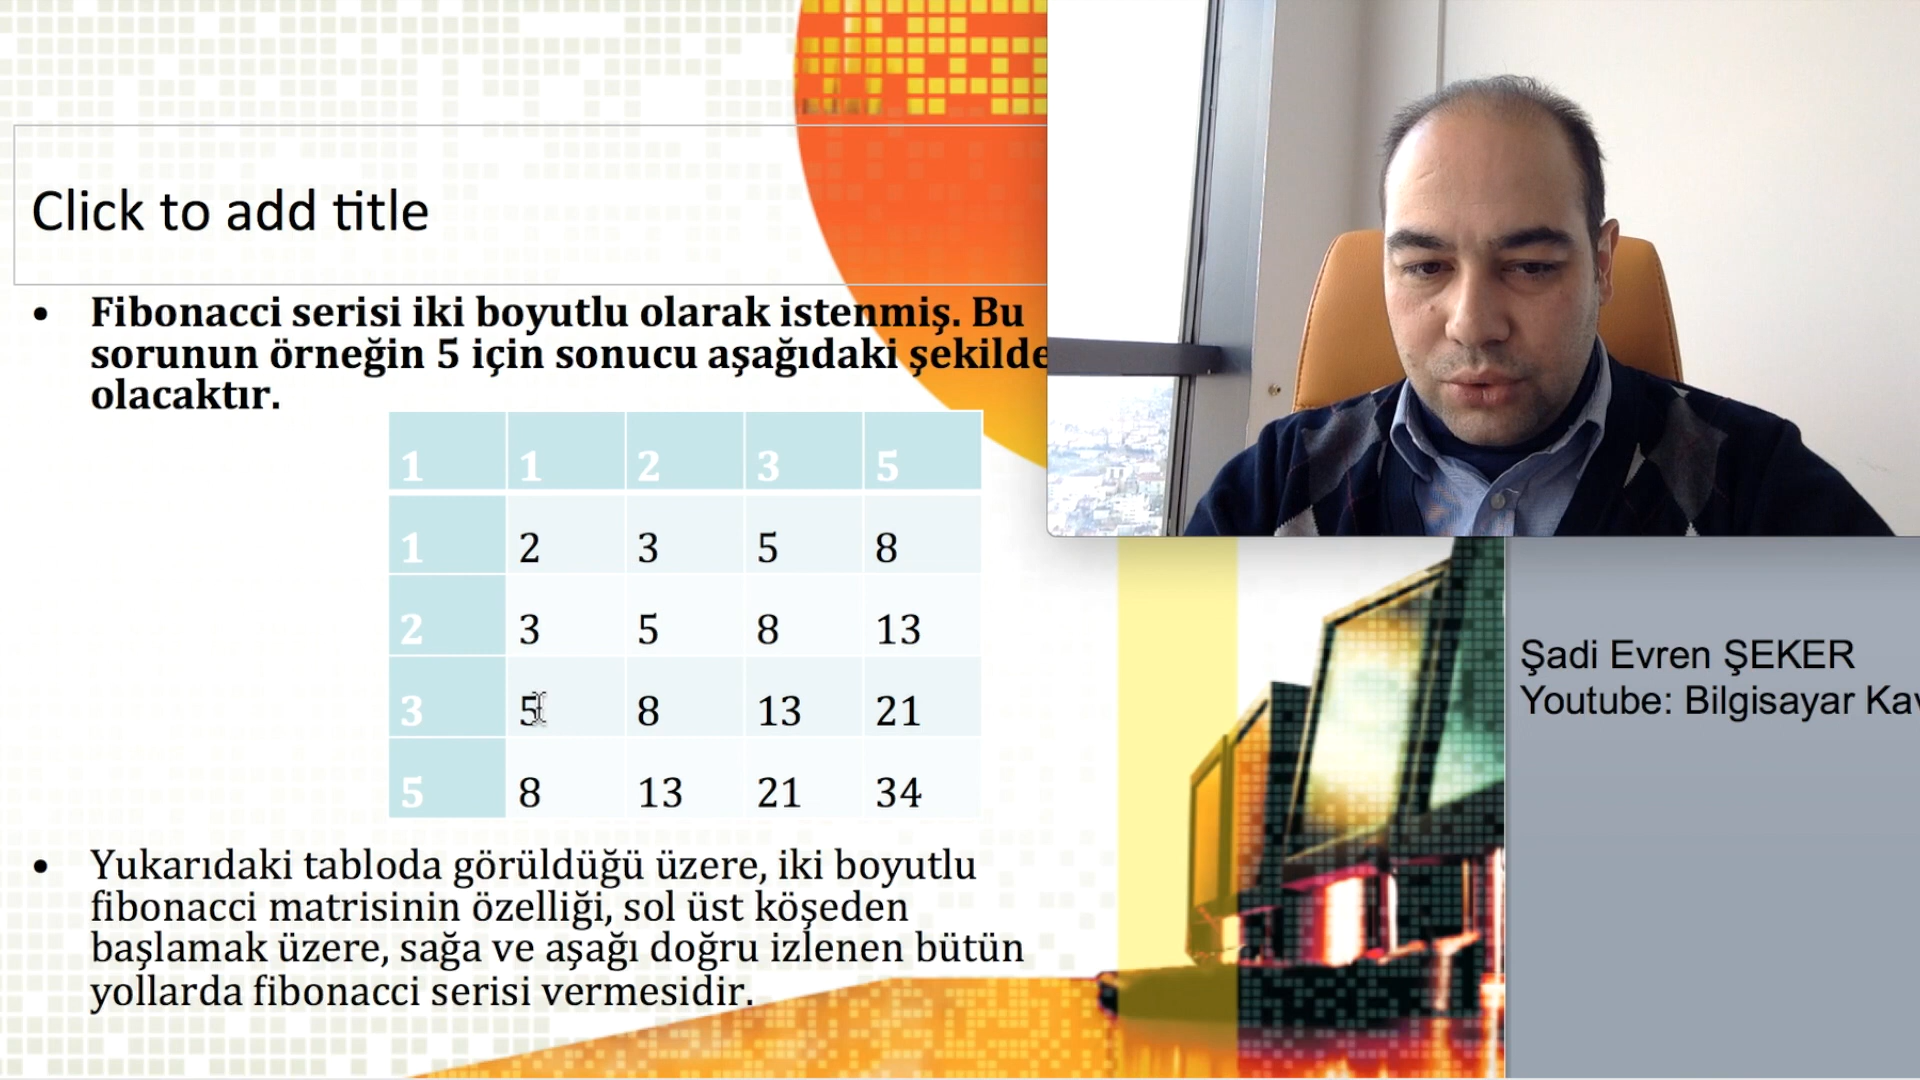 Click to add title
• Fibonacci serisi iki boyutlu olarak istenmiş. Bu
sorunun örneğin 5 için sonucu aşağıdaki şekilde
olacaktır.
1 1 2 3 5
1 2 3 5 8
2 3 5 8 13
3 5 8 13 21
5 8 13 21 34
• Yukarıdaki tabloda görüldüğü üzere, iki boyutlu
fibonacci matrisinin özelliği, sol üst köşeden
başlamak üzere, sağa ve aşağı doğru izlenen bütün
yollarda fibonacci serisi vermesidir.
Şadi Evren ŞEKER
Youtube: Bilgisayar